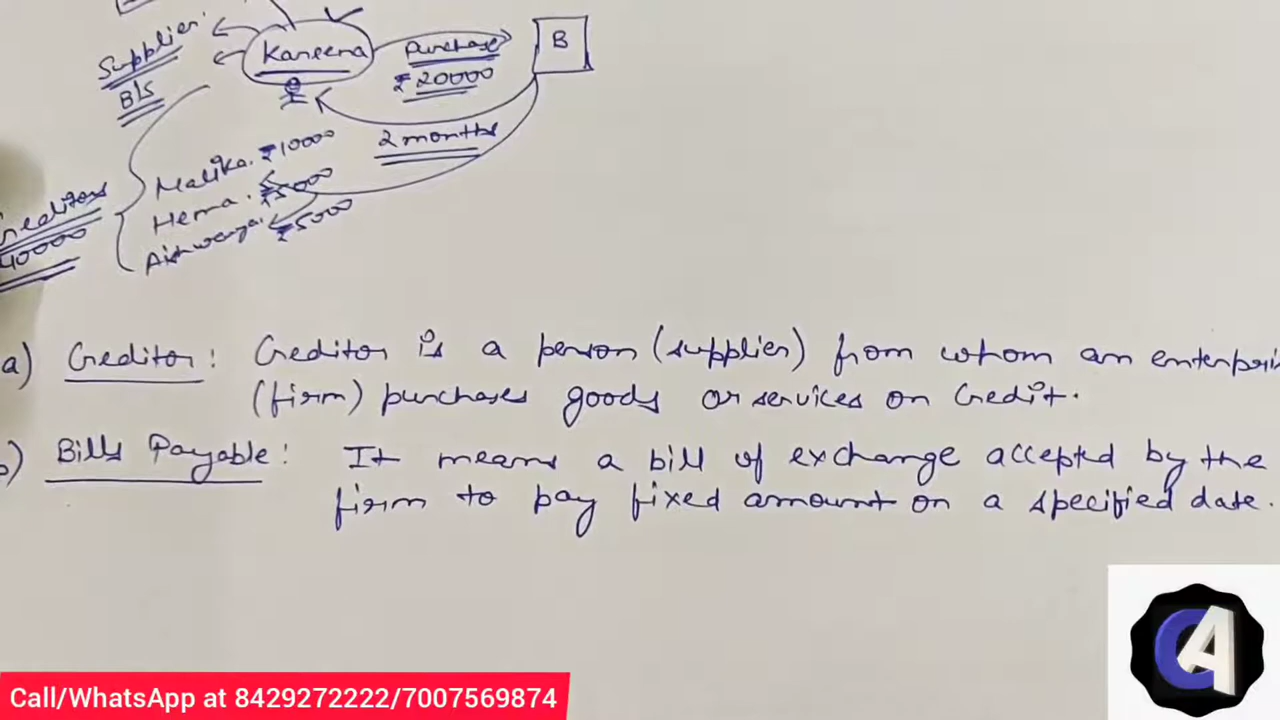 Supplier.
B/S
Kareena
Purchase
₹20000
B
2 months
Malika. ₹10000
Hema. ₹5000
Aishwarya. ₹5000
Creditors
40000
a) Creditor: Creditor is a person (supplier) from whom an enterpri
(firm) purchases goods or services on Credit.
) Bills Payable: It means a bill of exchange accepted by the
firm to pay fixed amount on a specified date.
CA
Call/WhatsApp at 8429272222/7007569874